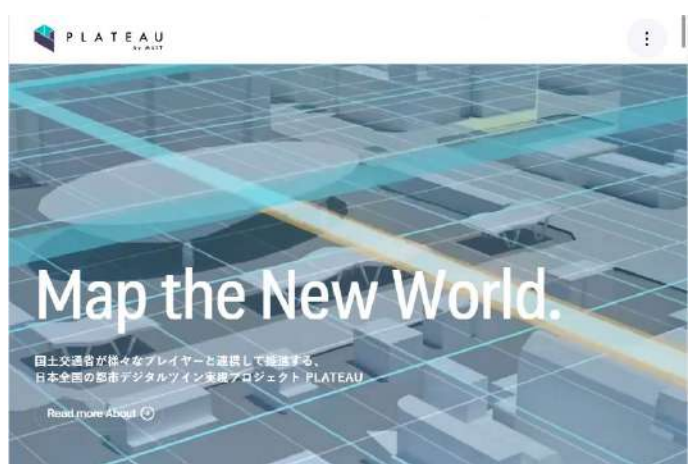 PLATEAU
by MLIT
Map the New World.
国土交通省が様々なプレイヤーと連携して推進する、
日本全国の都市デジタルツイン実現プロジェクト PLATEAU
Read more About